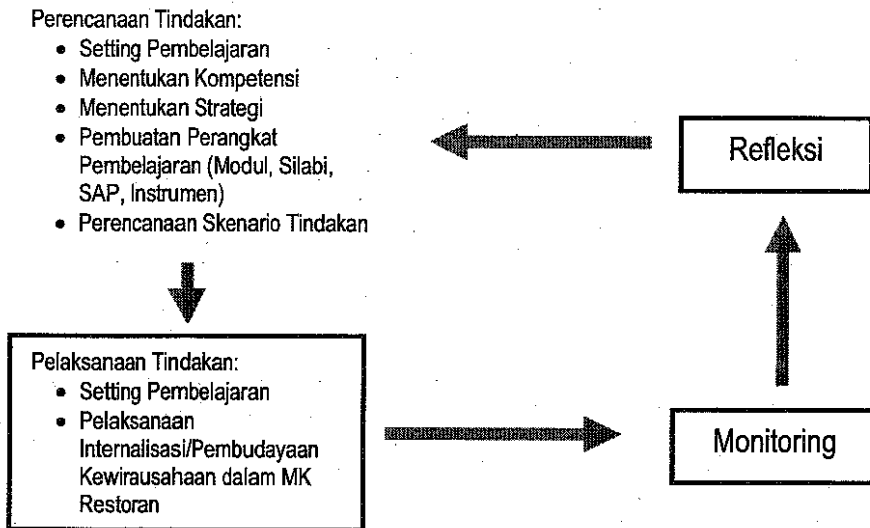 Perencanaan Tindakan:
• Setting Pembelajaran
• Menentukan Kompetensi
• Menentukan Strategi
• Pembuatan Perangkat
Pembelajaran (Modul, Silabi,
SAP, Instrumen)
• Perencanaan Skenario Tindakan
Refleksi
Pelaksanaan Tindakan:
• Setting Pembelajaran
• Pelaksanaan
Internalisasi/Pembudayaan
Kewirausahaan dalam MK
Restoran
Monitoring